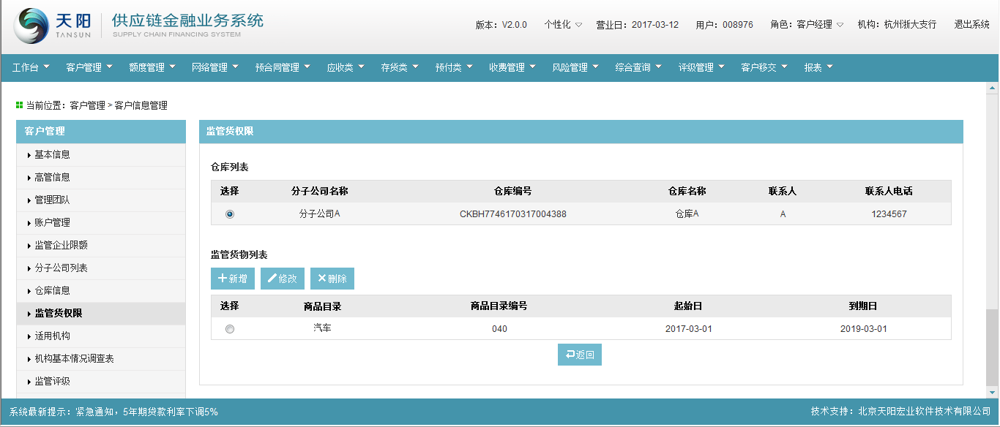 天阳 TANSUN 供应链金融业务系统
SUPPLY CHAIN FINANCING SYSTEM
版本：V2.0.0 个性化 营业日：2017-03-12 用户：008976 角色：客户经理 机构：杭州浙大支行 退出系统
工作台 客户管理 额度管理 网络管理 预合同管理 应收类 存货类 预付类 收费管理 风险管理 综合查询 评级管理 客户移交 报表
当前位置：客户管理 > 客户信息管理
客户管理
基本信息
高管信息
管理团队
账户管理
监管企业限额
分子公司列表
仓库信息
监管货权限
适用机构
机构基本情况调查表
监管评级
监管货权限
仓库列表
选择 分子公司名称 仓库编号 仓库名称 联系人 联系人电话
分子公司A CKBH7746170317004388 仓库A A 1234567
监管货物列表
新增 修改 删除
选择 商品目录 商品目录编号 起始日 到期日
汽车 040 2017-03-01 2019-03-01
返回
系统最新提示：紧急通知，5年期贷款利率下调5% 技术支持：北京天阳宏业软件技术有限公司